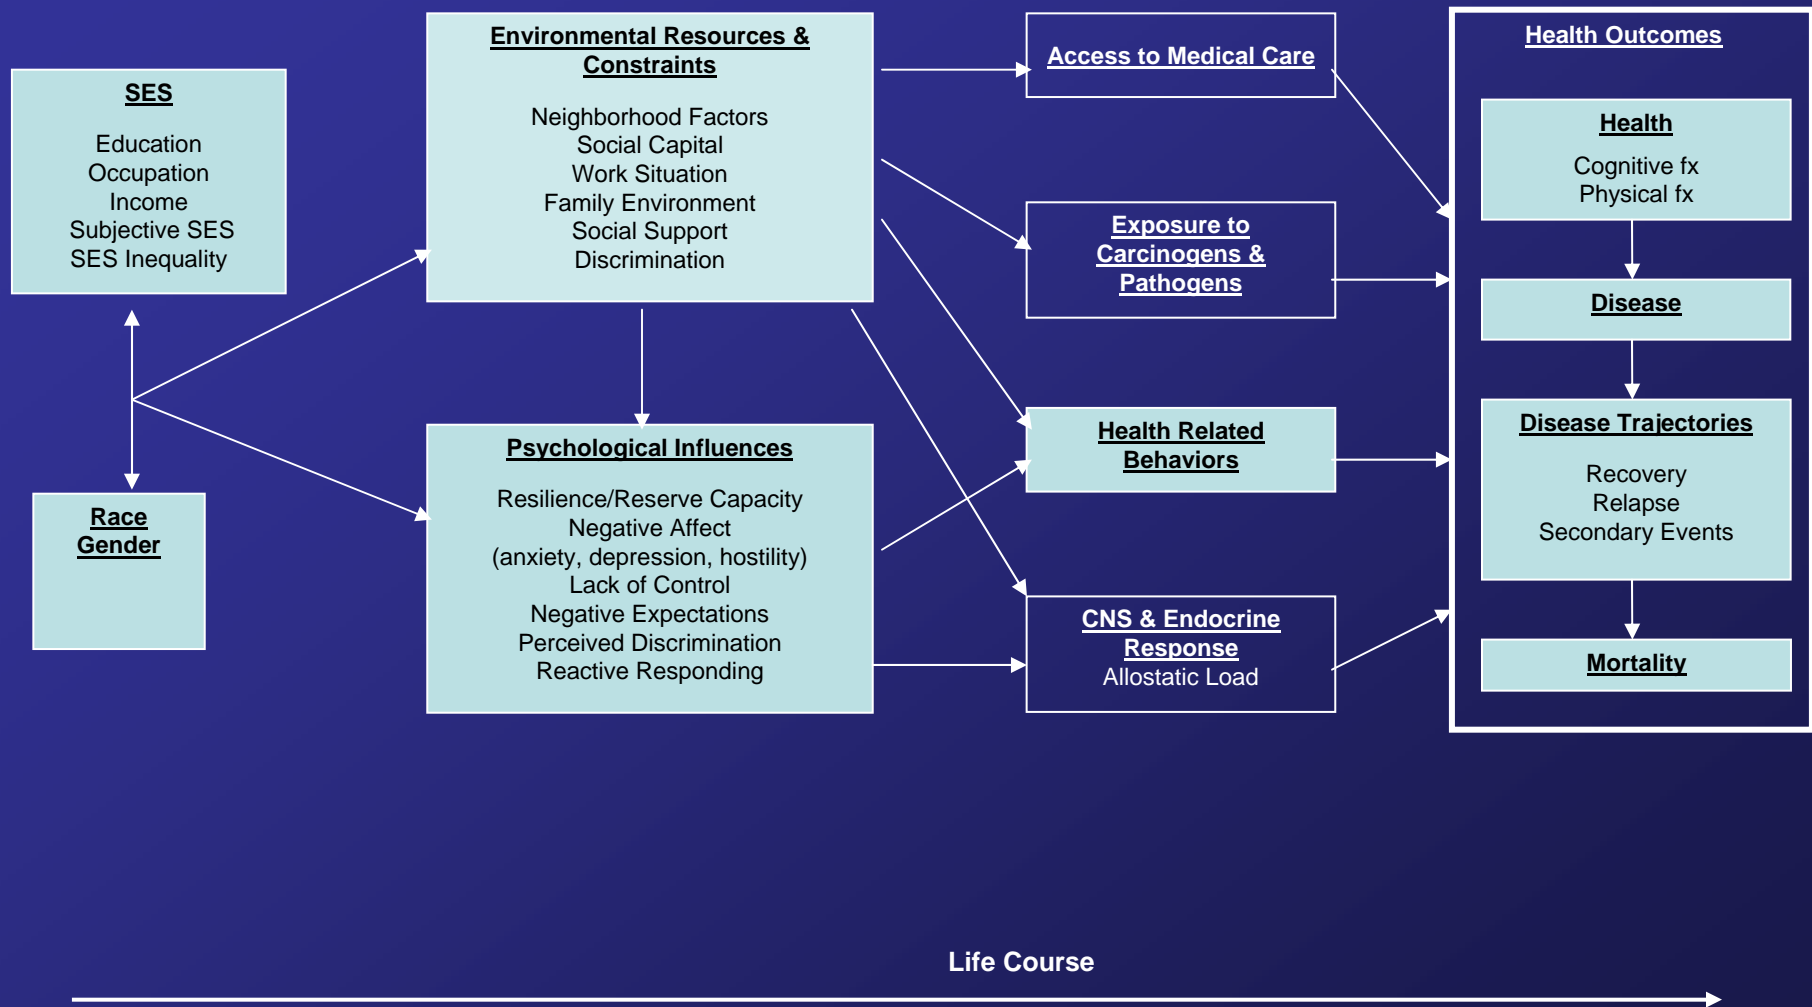 SES
Education
Occupation
Income
Subjective SES
SES Inequality
Race
Gender
Environmental Resources &
Constraints
Neighborhood Factors
Social Capital
Work Situation
Family Environment
Social Support
Discrimination
Psychological Influences
Resilience/Reserve Capacity
Negative Affect
(anxiety, depression, hostility)
Lack of Control
Negative Expectations
Perceived Discrimination
Reactive Responding
Access to Medical Care
Exposure to
Carcinogens &
Pathogens
Health Related
Behaviors
CNS & Endocrine
Response
Allostatic Load
Health Outcomes
Health
Cognitive fx
Physical fx
Disease
Disease Trajectories
Recovery
Relapse
Secondary Events
Mortality
Life Course